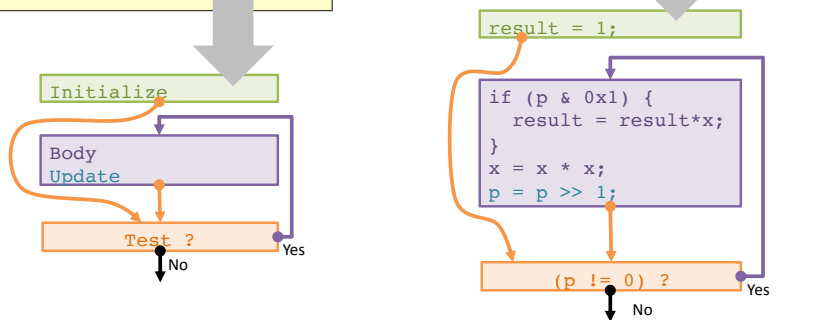 Initialize
Body
Update
Test ?
Yes
No
result = 1;
if (p & 0x1) {
  result = result*x;
}
x = x * x;
p = p >> 1;
(p != 0) ?
Yes
No